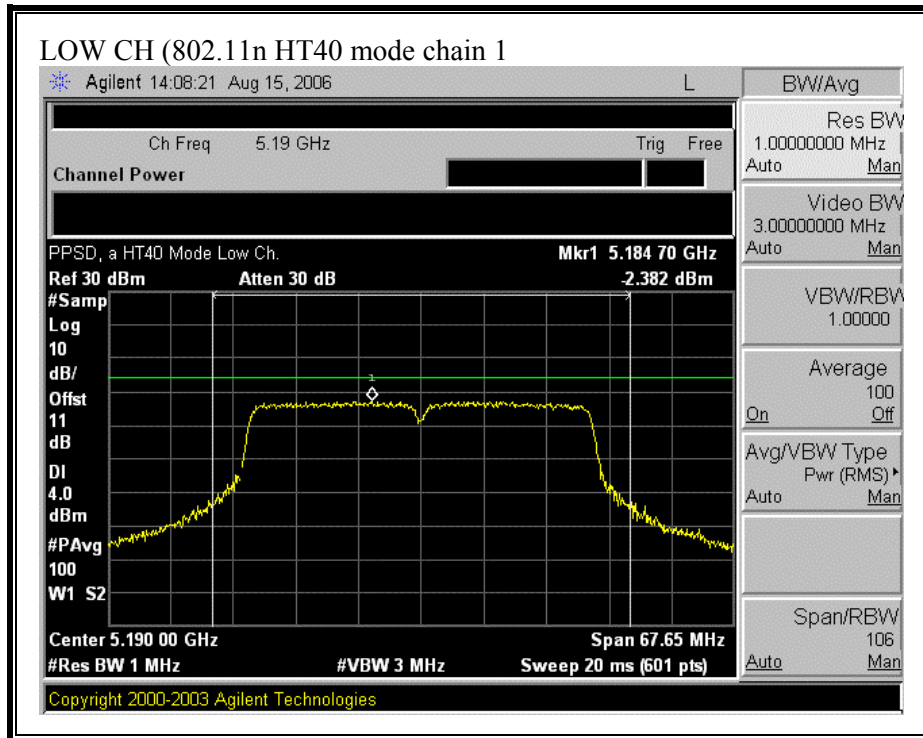 LOW CH (802.11n HT40 mode chain 1
Agilent 14:08:21 Aug 15, 2006 L
Ch Freq 5.19 GHz Trig Free
Channel Power
PPSD, a HT40 Mode Low Ch. Mkr1 5.184 70 GHz
Ref 30 dBm Atten 30 dB -2.382 dBm
#Samp
Log
10
dB/
Offst
11
dB
DI
4.0
dBm
#PAvg
100
W1 S2
1
Center 5.190 00 GHz Span 67.65 MHz
#Res BW 1 MHz #VBW 3 MHz Sweep 20 ms (601 pts)
Copyright 2000-2003 Agilent Technologies
BW/Avg
Res BW
1.00000000 MHz
Auto Man
Video BW
3.00000000 MHz
Auto Man
VBW/RBW
1.00000
Average
100
On Off
Avg/VBW Type
Pwr (RMS)
Auto Man
Span/RBW
106
Auto Man